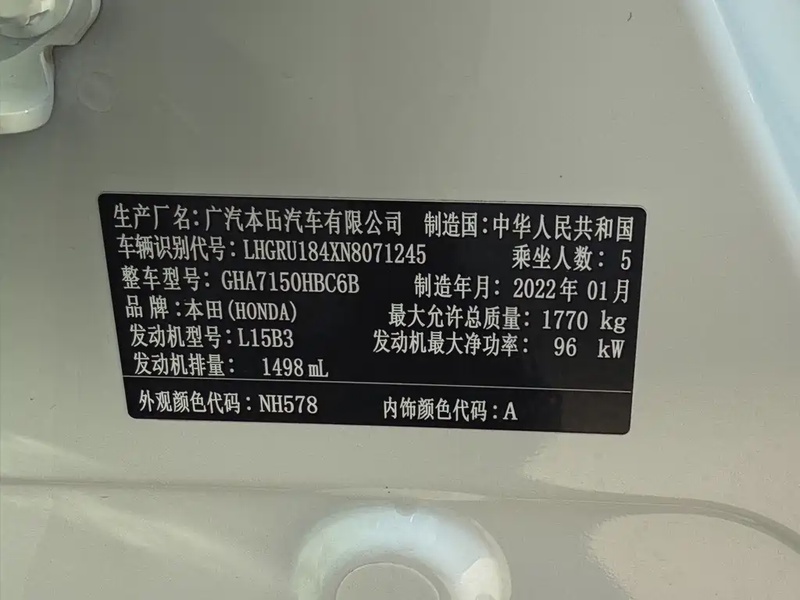 生产厂名：广汽本田汽车有限公司 制造国：中华人民共和国
车辆识别代号：LHGRU184XN8071245 乘坐人数：5
整车型号：GHA7150HBC6B 制造年月：2022年01月
品牌：本田(HONDA) 最大允许总质量：1770 kg
发动机型号：L15B3 发动机最大净功率：96 kW
发动机排量：1498 mL
外观颜色代码：NH578 内饰颜色代码：A